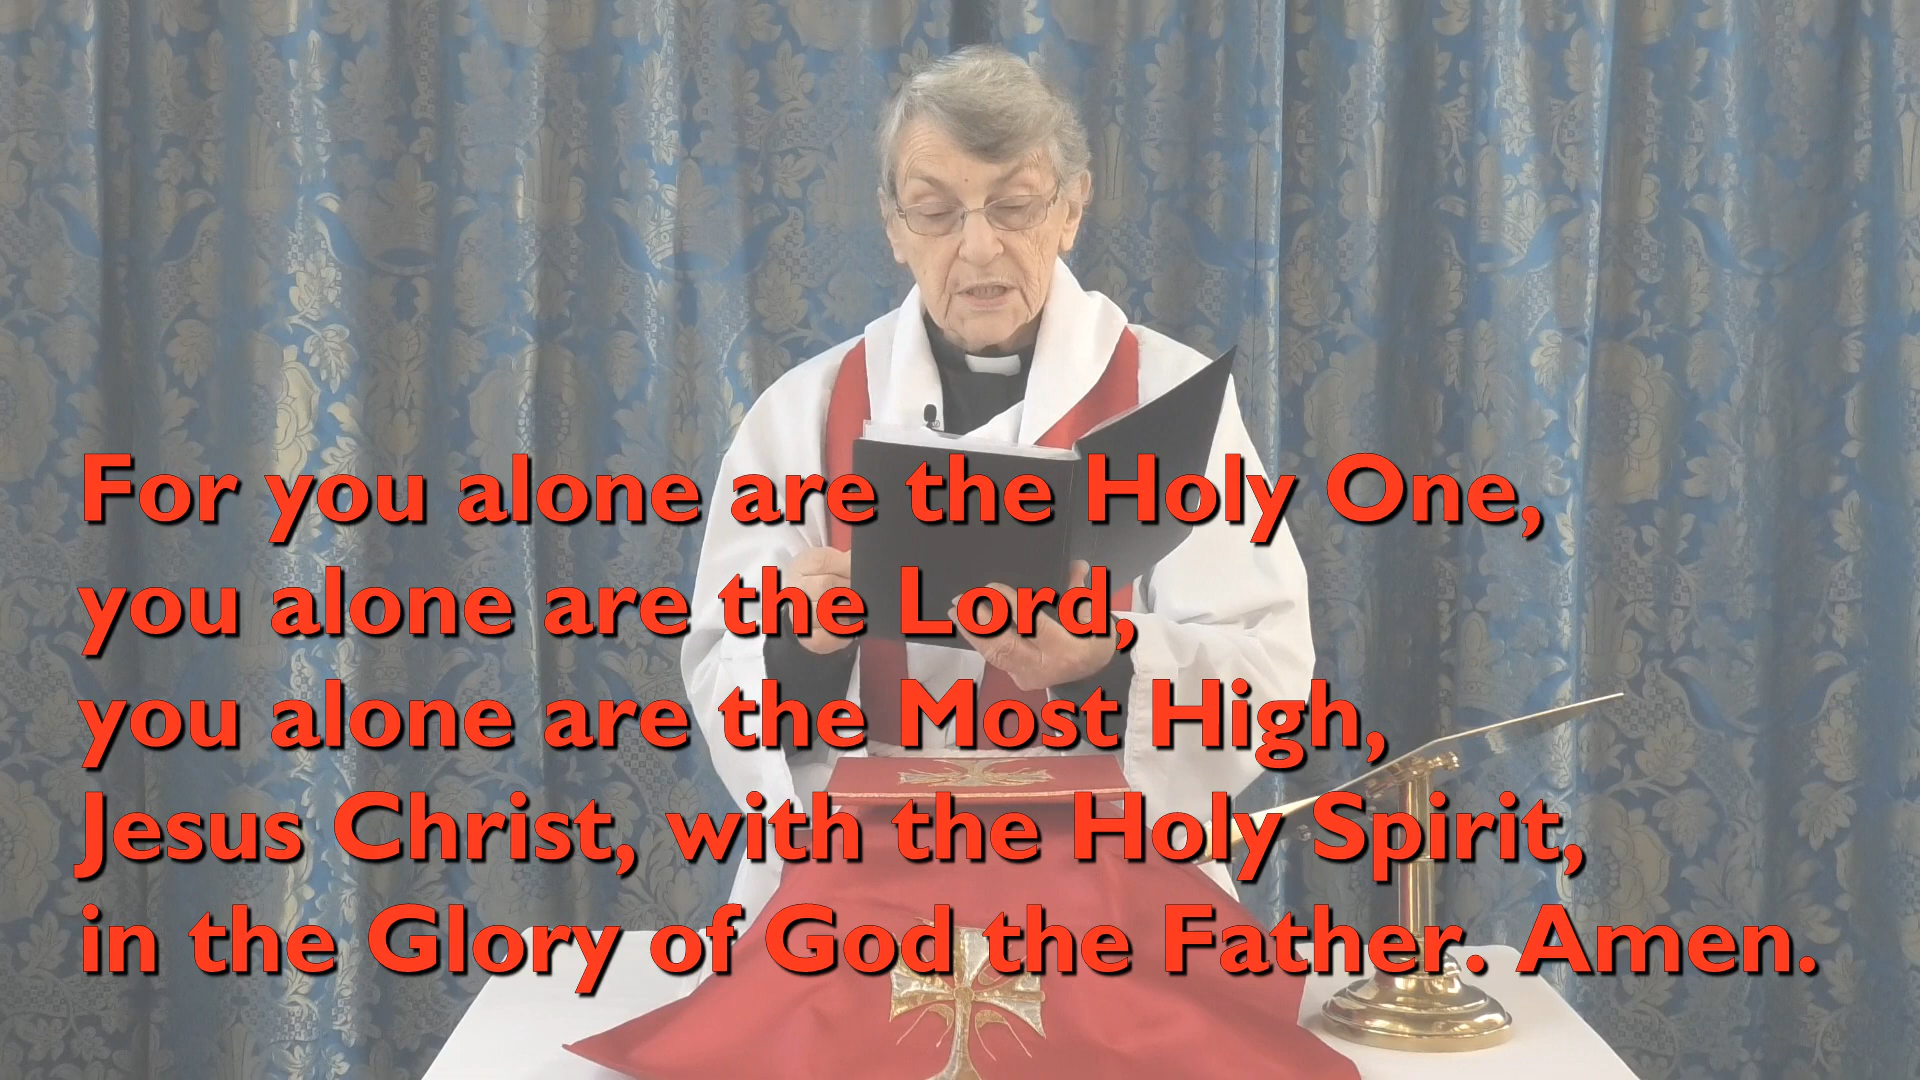 For you alone are the Holy One,
you alone are the Lord,
you alone are the Most High,
Jesus Christ, with the Holy Spirit,
in the Glory of God the Father. Amen.